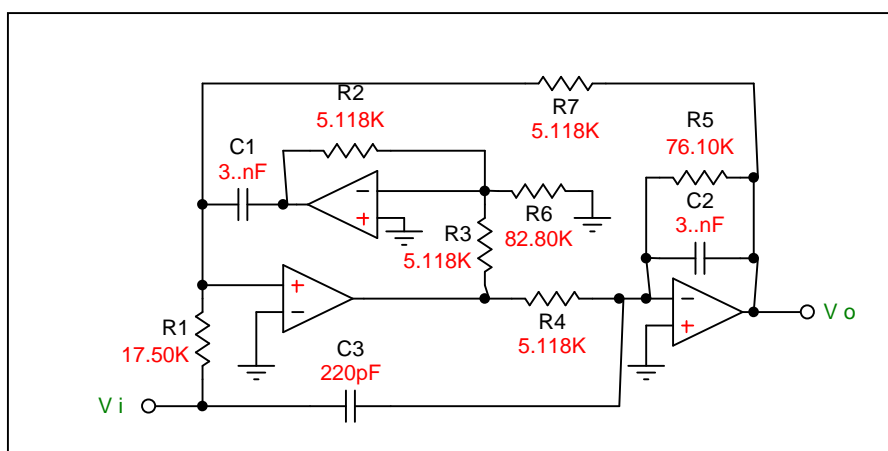 R2
5.118K
R7
5.118K
R5
76.10K
C1
3..nF
C2
3..nF
−
+
R6
82.80K
R3
5.118K
+
−
R4
5.118K
−
+
V o
R1
17.50K
C3
220pF
V i